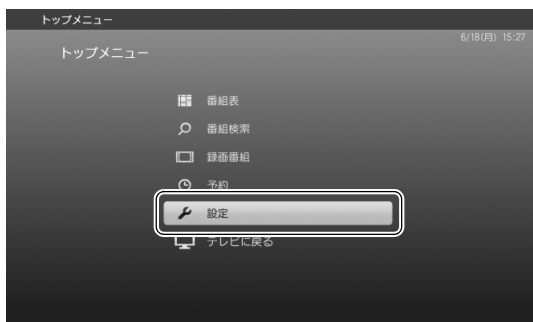 トップメニュー
6/18(月) 15:27
トップメニュー
番組表
番組検索
録画番組
予約
設定
テレビに戻る